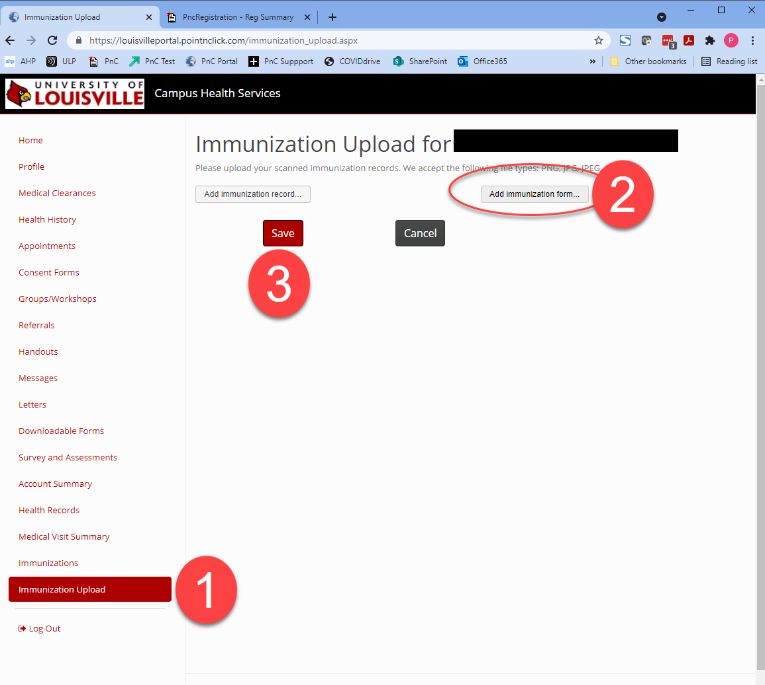 Immunization Upload
PncRegistration - Reg Summary
https://louisvilleportal.pointnclick.com/immunization_upload.aspx
3
P
AHP
ULP
PnC
PnC Test
PnC Portal
PnC Suppport
COVIDdrive
SharePoint
Office365
»
Other bookmarks
Reading list
UNIVERSITY OF
LOUISVILLE
Campus Health Services
Home
Profile
Medical Clearances
Health History
Appointments
Consent Forms
Groups/Workshops
Referrals
Handouts
Messages
Letters
Downloadable Forms
Survey and Assessments
Account Summary
Health Records
Medical Visit Summary
Immunizations
Immunization Upload
1
Log Out
Immunization Upload for
Please upload your scanned immunization records. We accept the following file types: PNG, JPG, JPEG
Add immunization record...
Add immunization form...
2
Save
Cancel
3